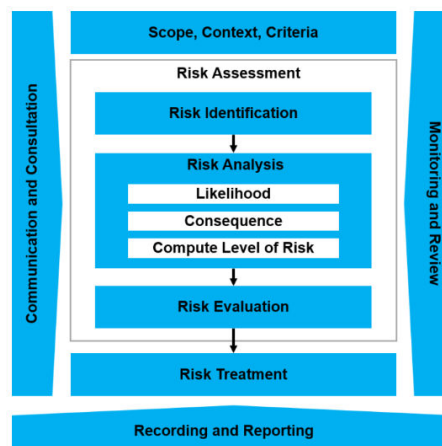 Scope, Context, Criteria
Communication and Consultation
Risk Assessment
Risk Identification
Risk Analysis
Likelihood
Consequence
Compute Level of Risk
Risk Evaluation
Risk Treatment
Monitoring and Review
Recording and Reporting